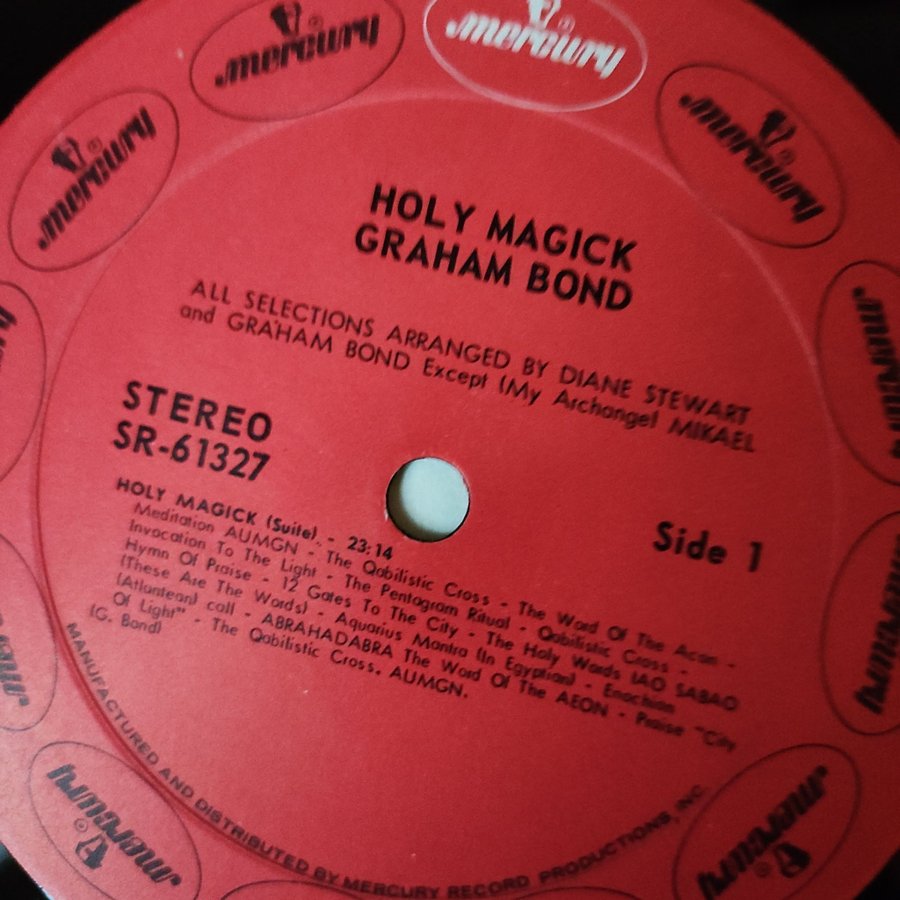 mercury
mercury
mercury
mercury
HOLY MAGICK
GRAHAM BOND
ALL SELECTIONS ARRANGED BY DIANE STEWART
and GRAHAM BOND Except (My Archangel MIKAEL
STEREO
SR-61327
Side 1
HOLY MAGICK (Suite). - 23:14
Meditation AUMGN - The Qabilistic Cross - The Word Of The Aeon -
Invocation To The Light - The Pentagram Ritual - Qabilistic Cross -
Hymn Of Praise - 12 Gates To The City - The Holy Words IAO SABAO
(These Are The Words) - Aquarius Mantra (In Egyptian) - Enochian
(Atlantean) call - ABRAHADABRA The Word Of The AEON - Praise "City
Of Light" - The Qabilistic Cross. AUMGN.
(G. Bond)
MANUFACTURED AND DISTRIBUTED BY MERCURY RECORD PRODUCTIONS, INC.
mercury
mercury
mercury
mercury